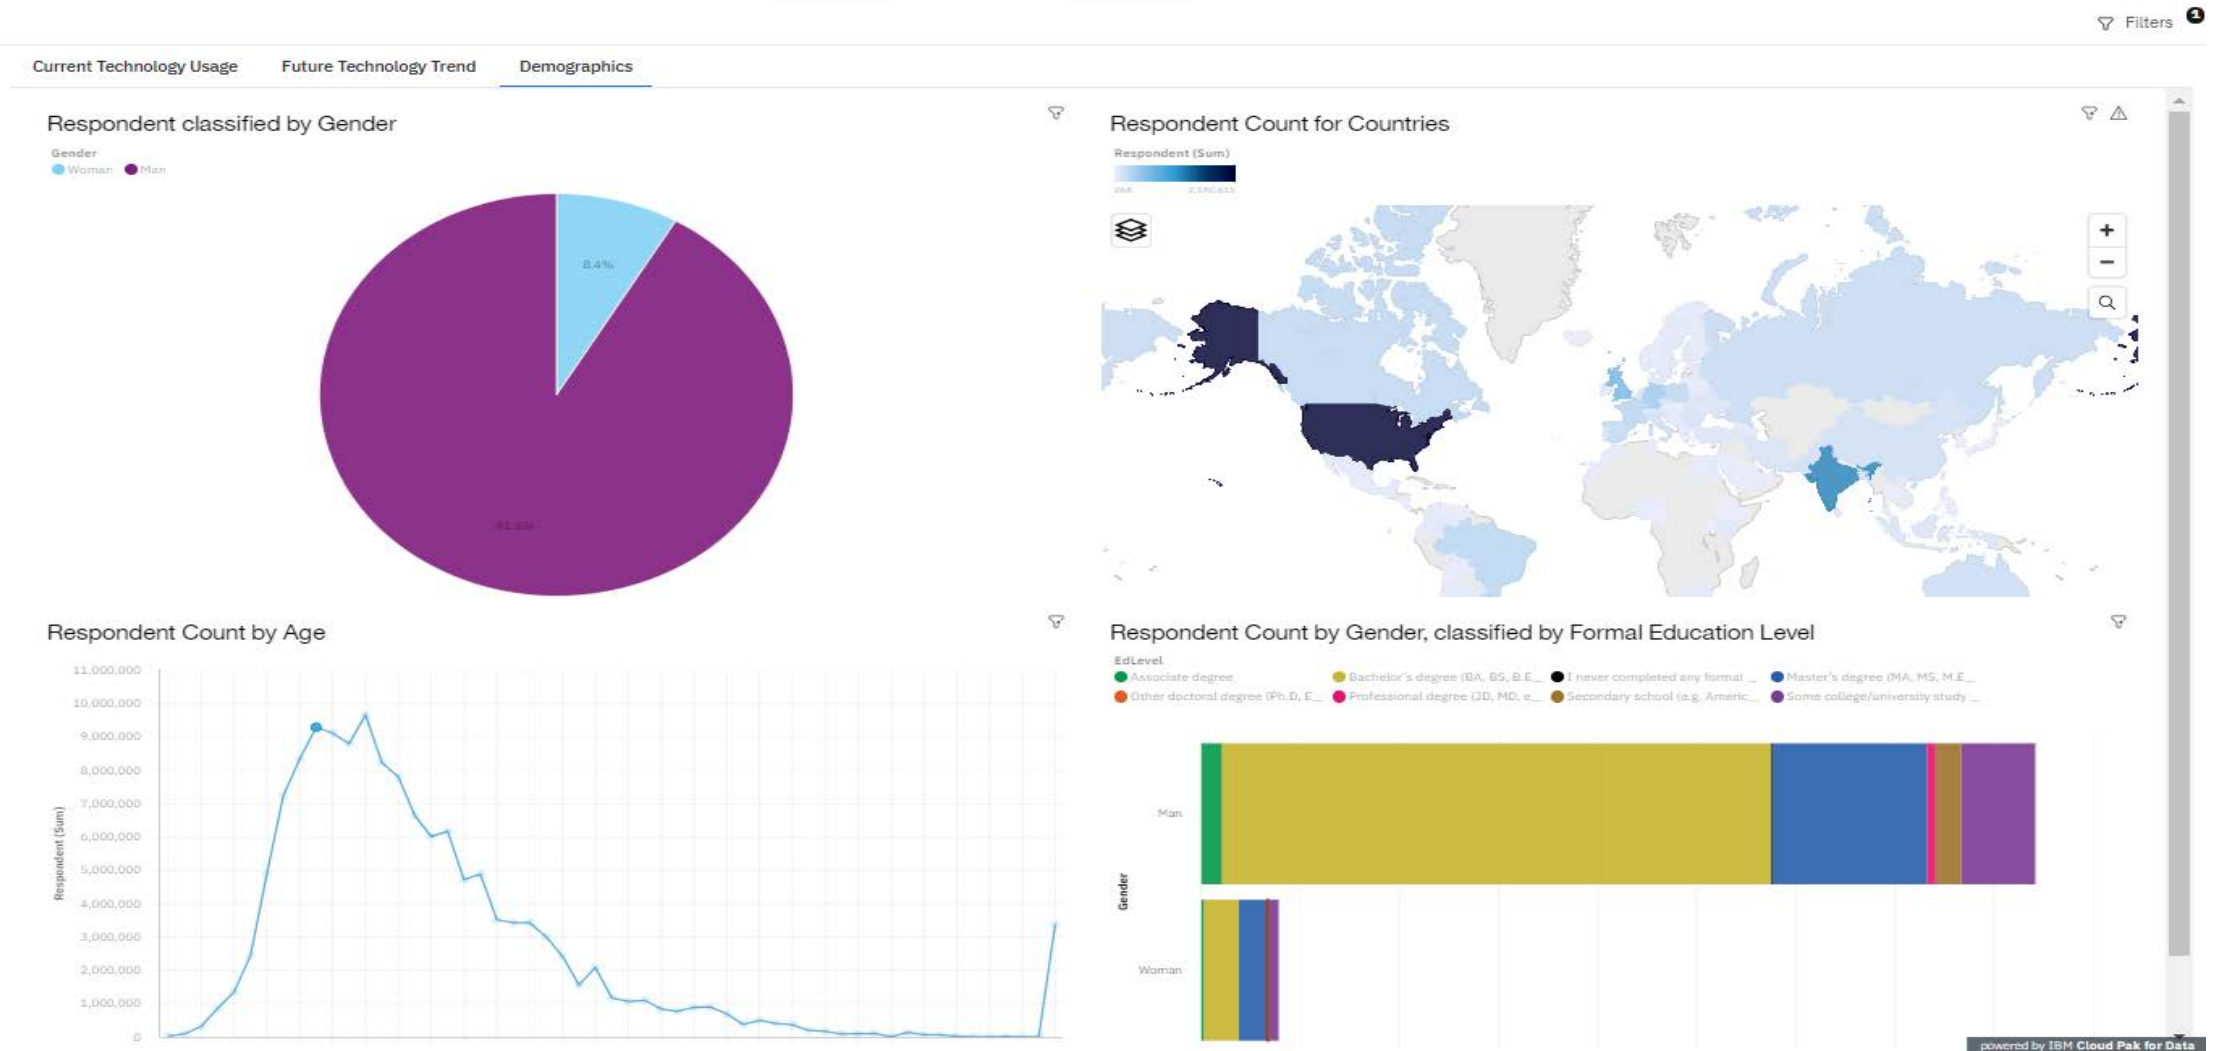 Filters 1
Current Technology Usage Future Technology Trend Demographics
Respondent classified by Gender
Gender
Woman Man
8.4%
91.6%
Respondent Count for Countries
Respondent (Sum)
268
Respondent Count by Age
Respondent (Sum)
11,000,000
10,000,000
9,000,000
8,000,000
7,000,000
6,000,000
5,000,000
4,000,000
3,000,000
2,000,000
1,000,000
0
Respondent Count by Gender, classified by Formal Education Level
EdLevel
Associate degree Bachelor's degree (BA, BS, B.E... I never completed any formal ... Master's degree (MA, MS, M.E...
Other doctoral degree (Ph.D, E... Professional degree (JD, MD, e... Secondary school (e.g. Americ... Some college/university study ...
Gender
Man
Woman
powered by IBM Cloud Pak for Data